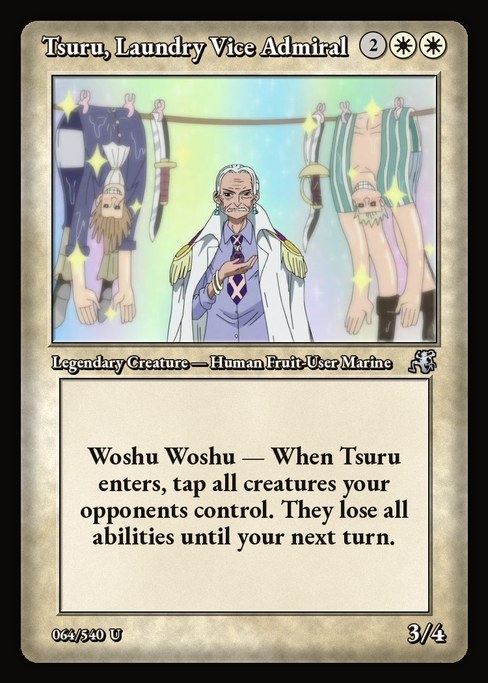 Tsuru, Laundry Vice Admiral 2
Legendary Creature — Human Fruit-User Marine
Woshu Woshu — When Tsuru
enters, tap all creatures your
opponents control. They lose all
abilities until your next turn.
064/540 U
3/4